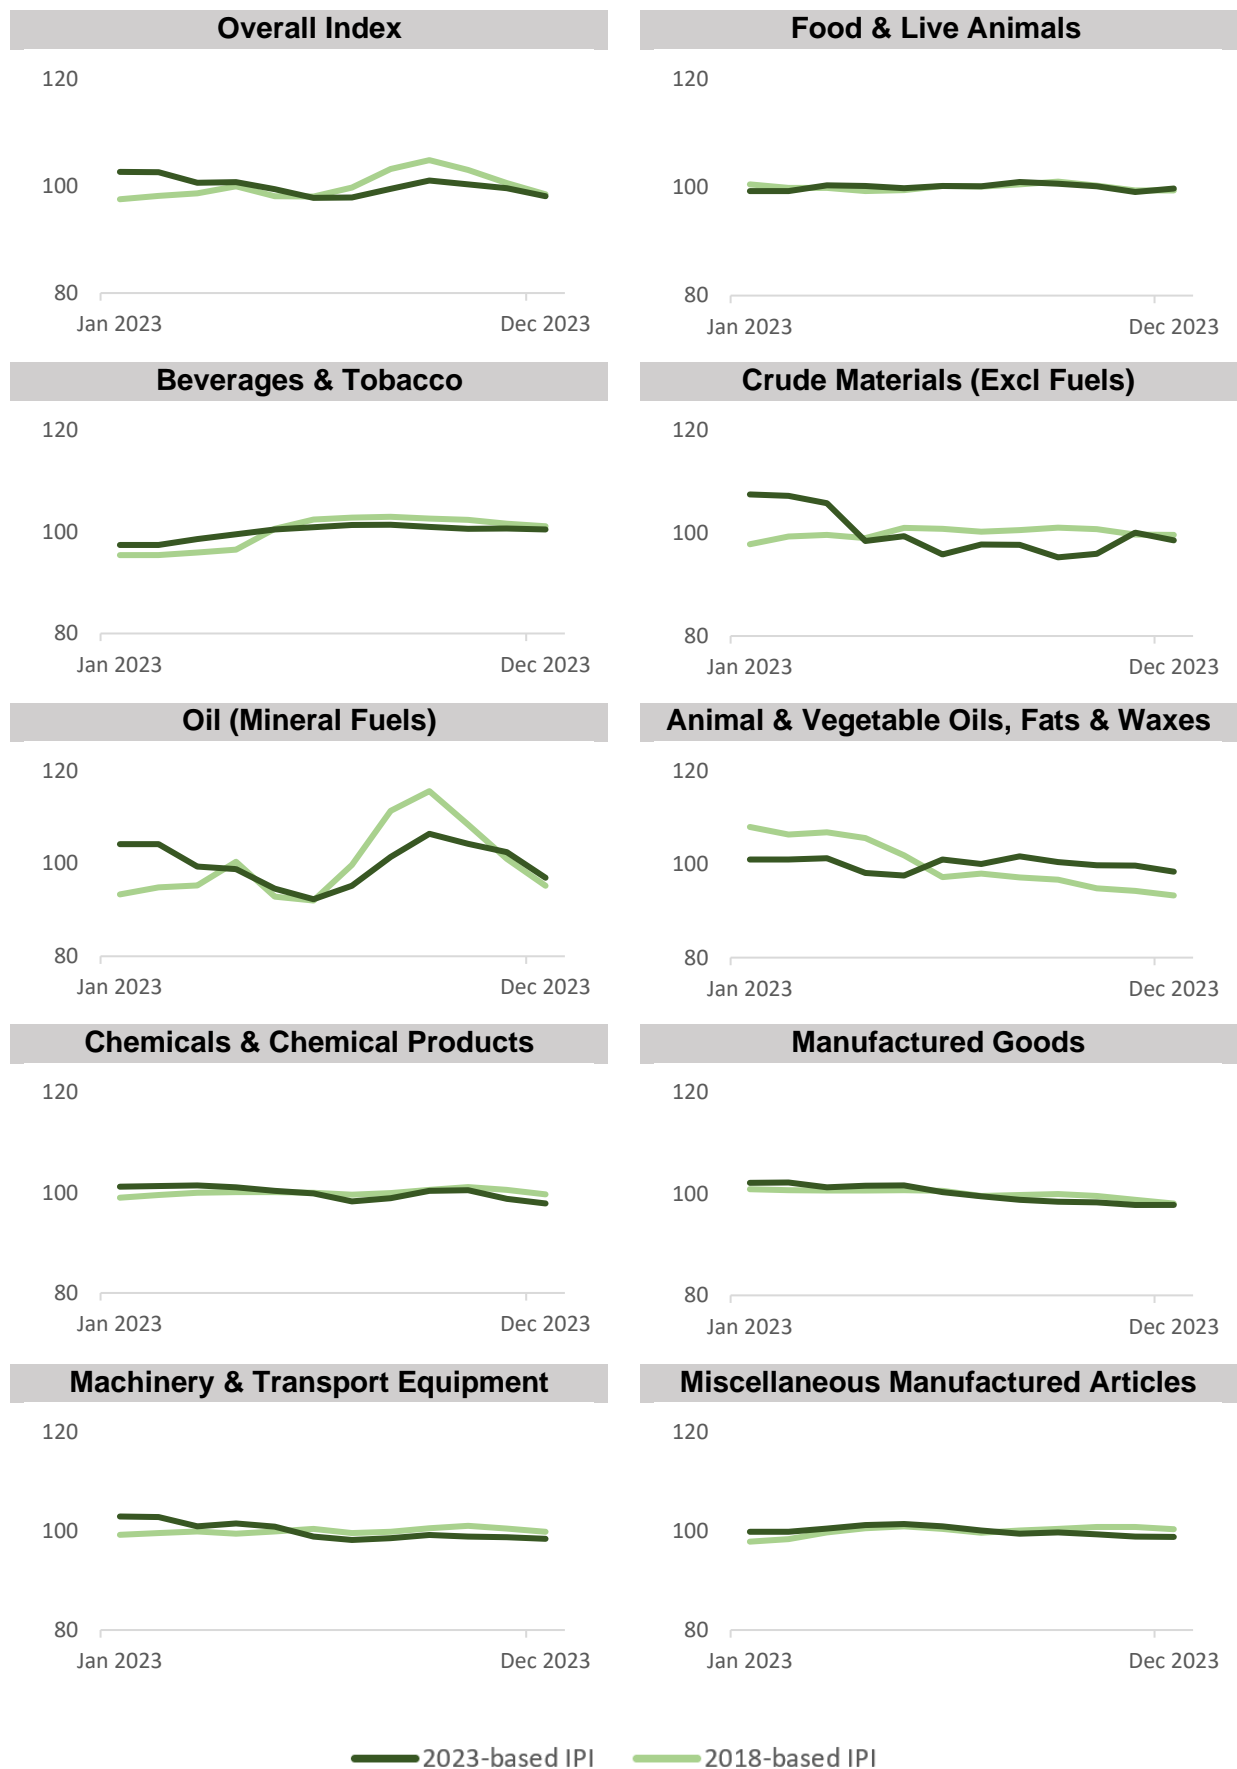 Overall Index
120
100
80
Jan 2023
Dec 2023
Food & Live Animals
120
100
80
Jan 2023
Dec 2023
Beverages & Tobacco
120
100
80
Jan 2023
Dec 2023
Crude Materials (Excl Fuels)
120
100
80
Jan 2023
Dec 2023
Oil (Mineral Fuels)
120
100
80
Jan 2023
Dec 2023
Animal & Vegetable Oils, Fats & Waxes
120
100
80
Jan 2023
Dec 2023
Chemicals & Chemical Products
120
100
80
Jan 2023
Dec 2023
Manufactured Goods
120
100
80
Jan 2023
Dec 2023
Machinery & Transport Equipment
120
100
80
Jan 2023
Dec 2023
Miscellaneous Manufactured Articles
120
100
80
Jan 2023
Dec 2023
2023-based IPI
2018-based IPI